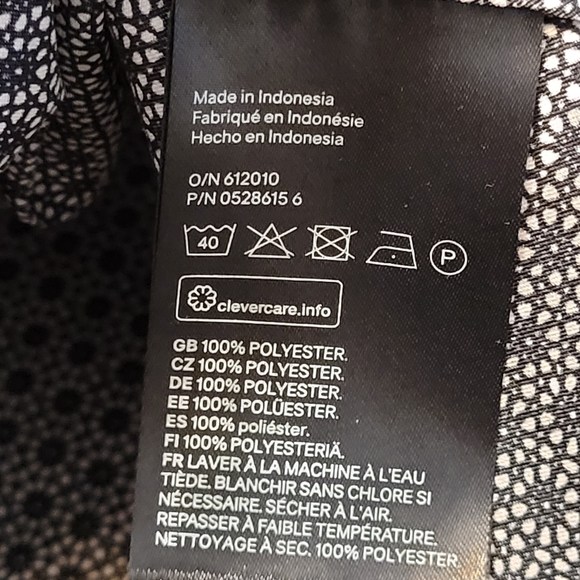 Made in Indonesia
Fabriqué en Indonésie
Hecho en Indonesia
O/N 612010
P/N 0528615 6
40
P
clevercare.info
GB 100% POLYESTER.
CZ 100% POLYESTER.
DE 100% POLYESTER.
EE 100% POLÜESTER.
ES 100% poliéster.
FI 100% POLYESTERIÄ.
FR LAVER À LA MACHINE À L'EAU
TIÈDE. BLANCHIR SANS CHLORE SI
NÉCESSAIRE. SÉCHER À L'AIR.
REPASSER À FAIBLE TEMPÉRATURE.
NETTOYAGE À SEC. 100% POLYESTER